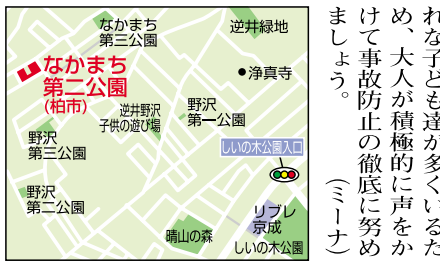 れな子ども達が多くいるた
め、大人が積極的に声をか
けて事故防止の徹底に努め
ましょう。
（ミーナ）
なかまち
第三公園
逆井緑地
なかまち
第二公園
(柏市)
浄真寺
逆井野沢
子供の遊び場
野沢
第一公園
野沢
第三公園
しいの木公園入口
野沢
第二公園
リブレ
京成
晴山の森
しいの木公園